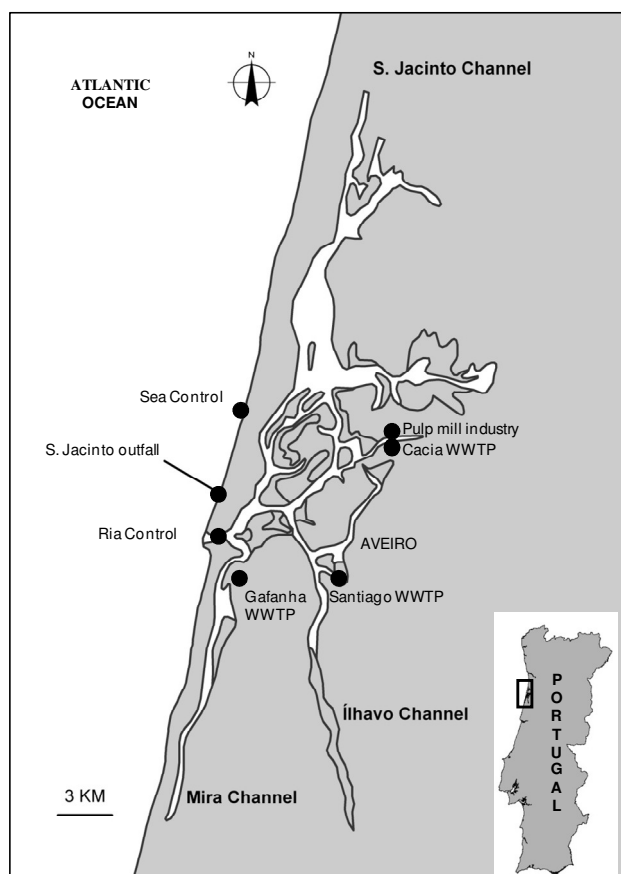 N
S. Jacinto Channel
ATLANTIC
OCEAN
Sea Control
Pulp mill industry
S. Jacinto outfall
Cacia WWTP
Ria Control
AVEIRO
Gafanha
WWTP
Santiago WWTP
Ílhavo Channel
3 KM
Mira Channel
PORTUGAL